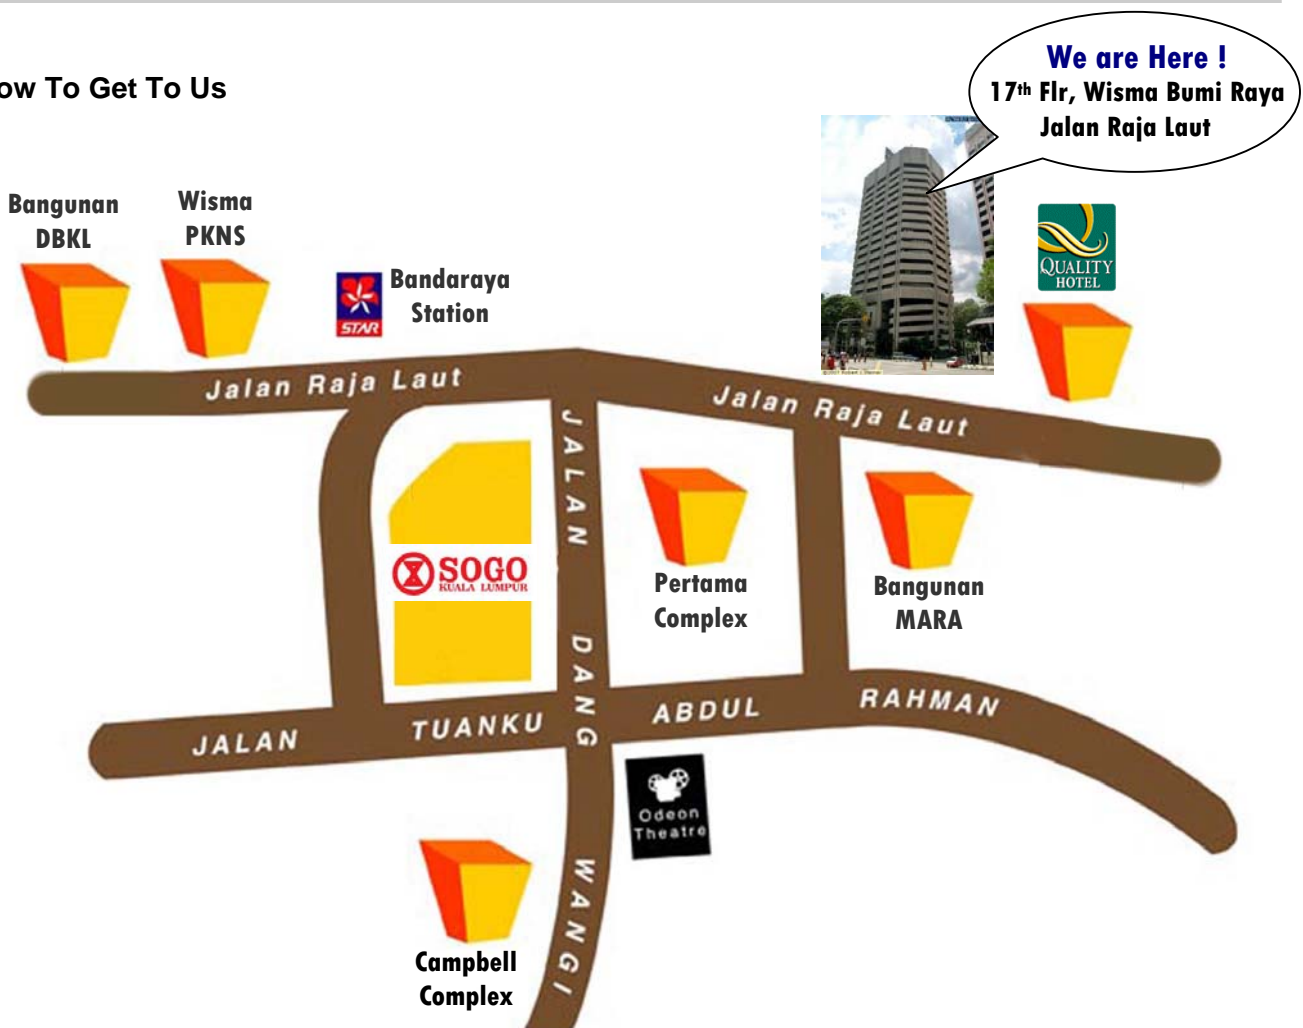 ow To Get To Us
We are Here !
17th Flr, Wisma Bumi Raya
Jalan Raja Laut
Bangunan
DBKL
Wisma
PKNS
STAR
Bandaraya
Station
QUALITY
HOTEL
Jalan Raja Laut
Jalan Raja Laut
JALAN DANG WANGI
SOGO
KUALA LUMPUR
Pertama
Complex
Bangunan
MARA
JALAN TUANKU ABDUL RAHMAN
Odeon
Theatre
Campbell
Complex